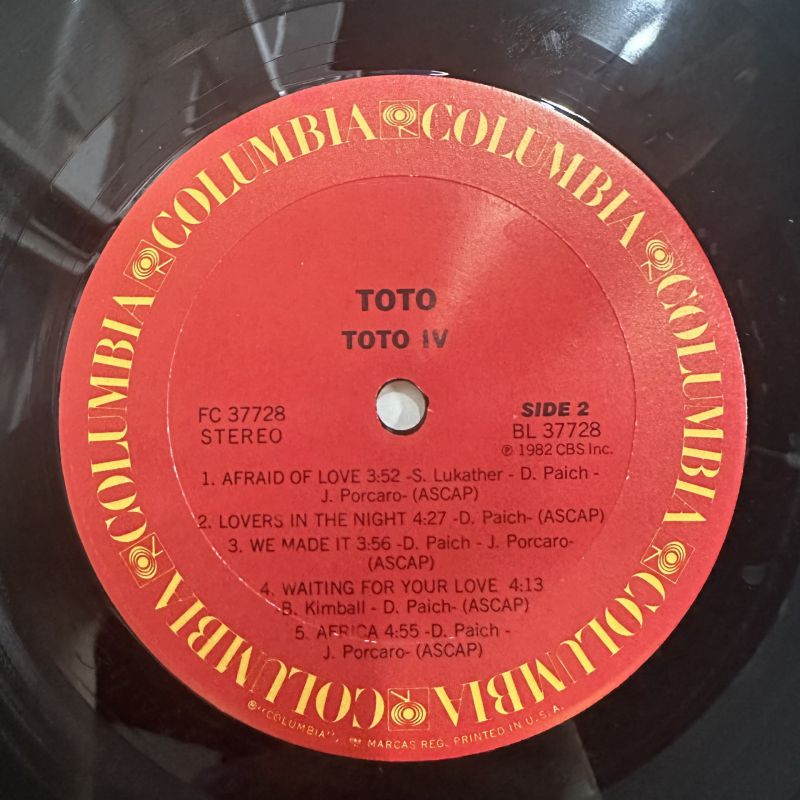 COLUMBIA COLUMBIA COLUMBIA COLUMBIA COLUMBIA COLUMBIA
TOTO
TOTO IV
FC 37728
STEREO
SIDE 2
BL 37728
℗ 1982 CBS Inc.
1. AFRAID OF LOVE 3:52 -S. Lukather - D. Paich -
J. Porcaro- (ASCAP)
2. LOVERS IN THE NIGHT 4:27 -D. Paich- (ASCAP)
3. WE MADE IT 3:56 -D. Paich - J. Porcaro-
(ASCAP)
4. WAITING FOR YOUR LOVE 4:13
-B. Kimball - D. Paich- (ASCAP)
5. AFRICA 4:55 -D. Paich -
J. Porcaro- (ASCAP)
®"COLUMBIA", MARCAS REG. PRINTED IN U.S.A.